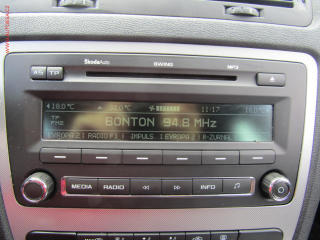 ŠkodaAuto SWING MP3
AS TP
BONTON 94.8 MHz
TP
FM2
11:17
EVROPA 2 RADIO F1 IMPULS EVROPA 2 R-ZURNAL
MEDIA RADIO INFO